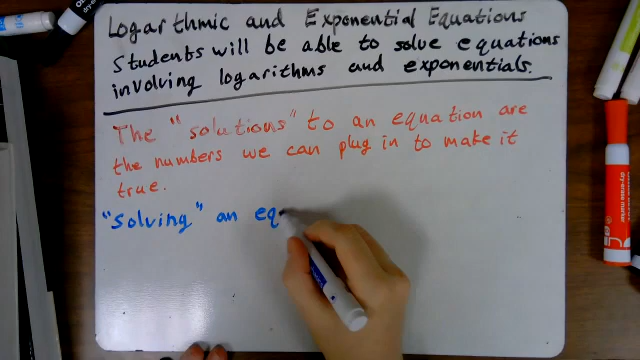 Logarithmic and Exponential Equations
Students will be able to solve equations
involving logarithms and exponentials.
The "solutions" to an equation are
the numbers we can plug in to make it
true.
"Solving" an eq